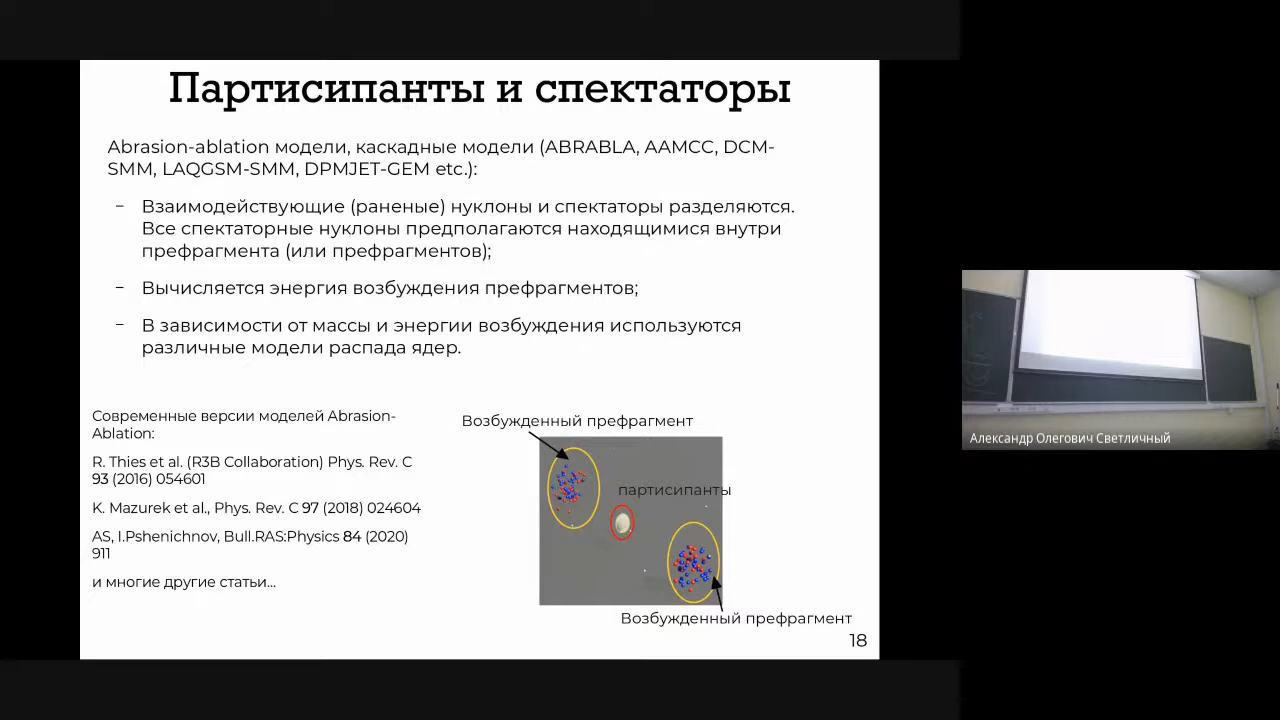 Партисипанты и спектаторы
Abrasion-ablation модели, каскадные модели (ABRABLA, AAMCC, DCM-
SMM, LAQGSM-SMM, DPMJET-GEM etc.):
− Взаимодействующие (раненые) нуклоны и спектаторы разделяются.
Все спектаторные нуклоны предполагаются находящимися внутри
префрагмента (или префрагментов);
− Вычисляется энергия возбуждения префрагментов;
− В зависимости от массы и энергии возбуждения используются
различные модели распада ядер.
Современные версии моделей Abrasion-
Ablation:
R. Thies et al. (R3B Collaboration) Phys. Rev. C
93 (2016) 054601
K. Mazurek et al., Phys. Rev. C 97 (2018) 024604
AS, I.Pshenichnov, Bull.RAS:Physics 84 (2020)
911
и многие другие статьи...
Возбужденный префрагмент
партисипанты
Возбужденный префрагмент
18
Александр Олегович Светличный